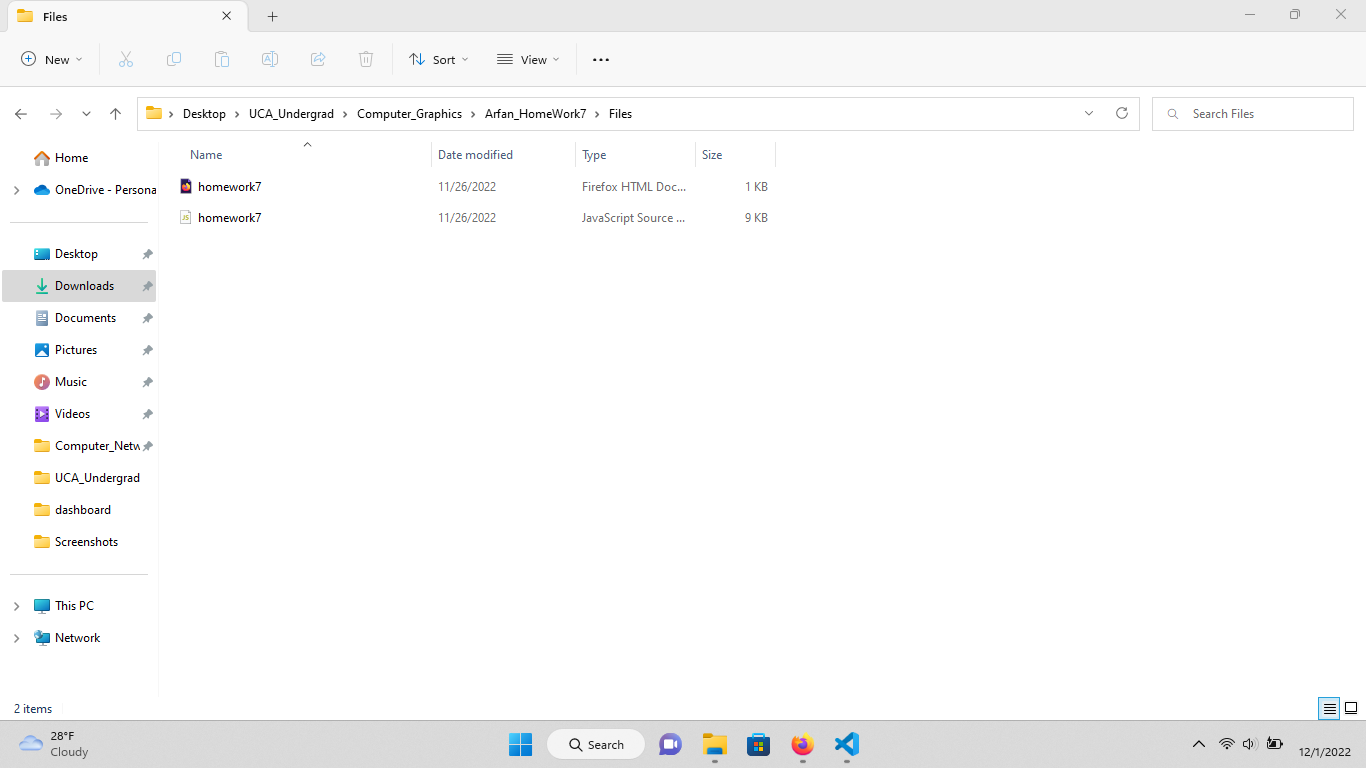 Files
New
Sort
View
Desktop
UCA_Undergrad
Computer_Graphics
Arfan_HomeWork7
Files
Search Files
Name
Date modified
Type
Size
homework7
11/26/2022
Firefox HTML Doc...
1 KB
homework7
11/26/2022
JavaScript Source ...
9 KB
Home
OneDrive - Persona
Desktop
Downloads
Documents
Pictures
Music
Videos
Computer_Netw
UCA_Undergrad
dashboard
Screenshots
This PC
Network
2 items
28°F
Cloudy
Search
12/1/2022